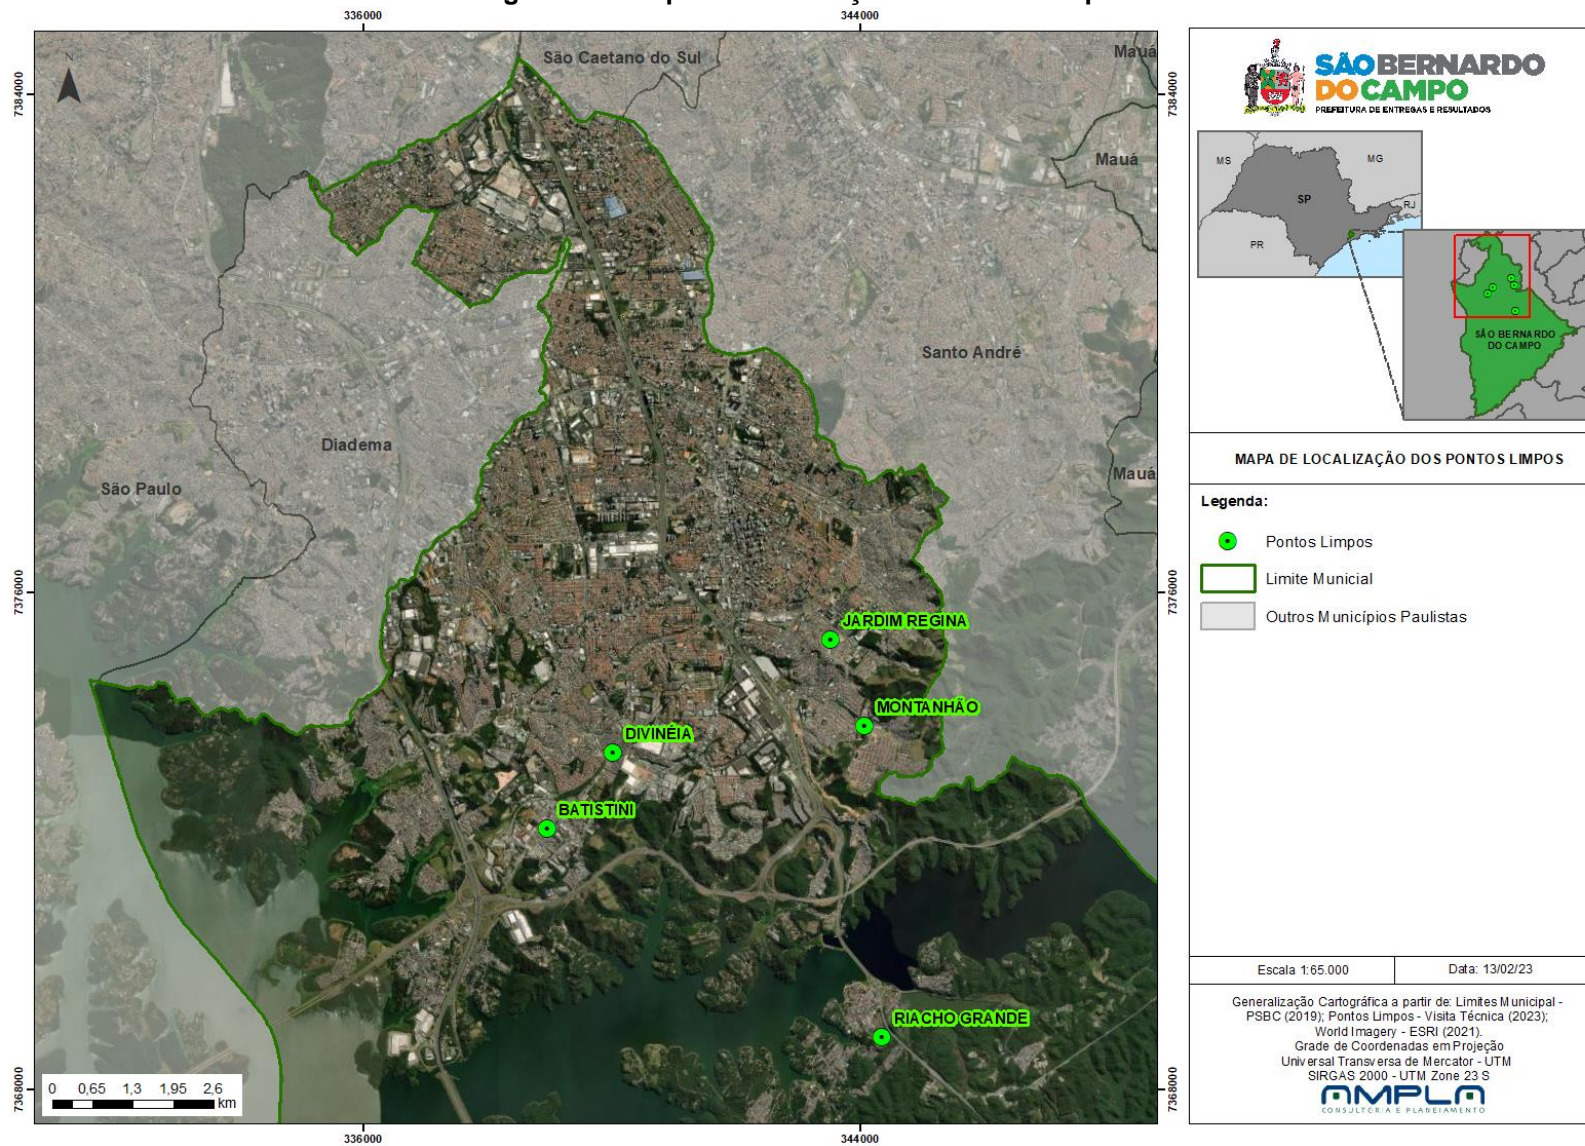 336000
344000
7384000
7384000
N
São Caetano do Sul
Mauá
Mauá
Santo André
Diadema
São Paulo
Mauá
7376000
7376000
JARDIM REGINA
MONTANHÃO
DIVINÉIA
BATISTINI
RIACHO GRANDE
0 0,65 1,3 1,95 2,6
km
7368000
7368000
336000
344000
SÃO BERNARDO
DO CAMPO
PREFEITURA DE ENTREGAS E RESULTADOS
MS
MG
SP
RJ
PR
SÃO BERNARDO
DO CAMPO
MAPA DE LOCALIZAÇÃO DOS PONTOS LIMPOS
Legenda:
Pontos Limpos
Limite Municial
Outros Municípios Paulistas
Escala 1:65.000
Data: 13/02/23
Generalização Cartográfica a partir de: Limites Municipal -
PSBC (2019); Pontos Limpos - Visita Técnica (2023);
World Imagery - ESRI (2021).
Grade de Coordenadas em Projeção
Universal Transversa de Mercator - UTM
SIRGAS 2000 - UTM Zone 23 S
AMPLA
CONSULTORIA E PLANEJAMENTO